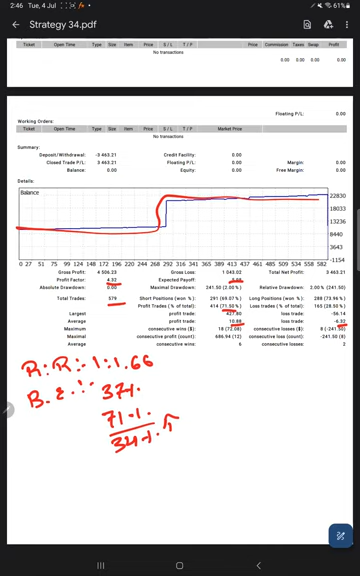 2:46 Tue, 4 Jul
61%
Strategy 34.pdf
Ticket Open Time Type Size Item Price S / L T / P Price Commission Taxes Swap Profit
No transactions
0.00 0.00 0.00 0.00
Floating P/L: 0.00
Working Orders:
Ticket Open Time Type Size Item Price S / L T / P Market Price
No transactions
Summary:
Deposit/Withdrawal: -3 463.21 Credit Facility: 0.00
Closed Trade P/L: 3 463.21 Floating P/L: 0.00 Margin: 0.00
Balance: 0.00 Equity: 0.00 Free Margin: 0.00
Details:
Balance
22830
18033
13236
8440
3643
-1154
0 27 51 75 99 124 148 172 196 220 244 268 292 316 341 365 389 413 437 461 485 509 534 558 582
Gross Profit: 4 506.23 Gross Loss: 1 043.02 Total Net Profit: 3 463.21
Profit Factor: 4.32 Expected Payoff:
Absolute Drawdown: 0.00 Maximal Drawdown: 241.50 (2.00%) Relative Drawdown: 2.00% (241.50)
Total Trades: 579 Short Positions (won %): 291 (69.07%) Long Positions (won %): 288 (73.96%)
Profit Trades (% of total): 414 (71.50%) Loss trades (% of total): 165 (28.50%)
Largest profit trade: 427.80 loss trade: -56.14
Average profit trade: 10.88 loss trade: -6.32
Maximum consecutive wins ($): 18 (72.08) consecutive losses ($): 8 (-241.50)
Maximal consecutive profit (count): 686.94 (12) consecutive loss (count): -241.50 (8)
Average consecutive wins: 6 consecutive losses: 2
R:R:- 1:1.66
B.E:- 37%.
71%.
34%.